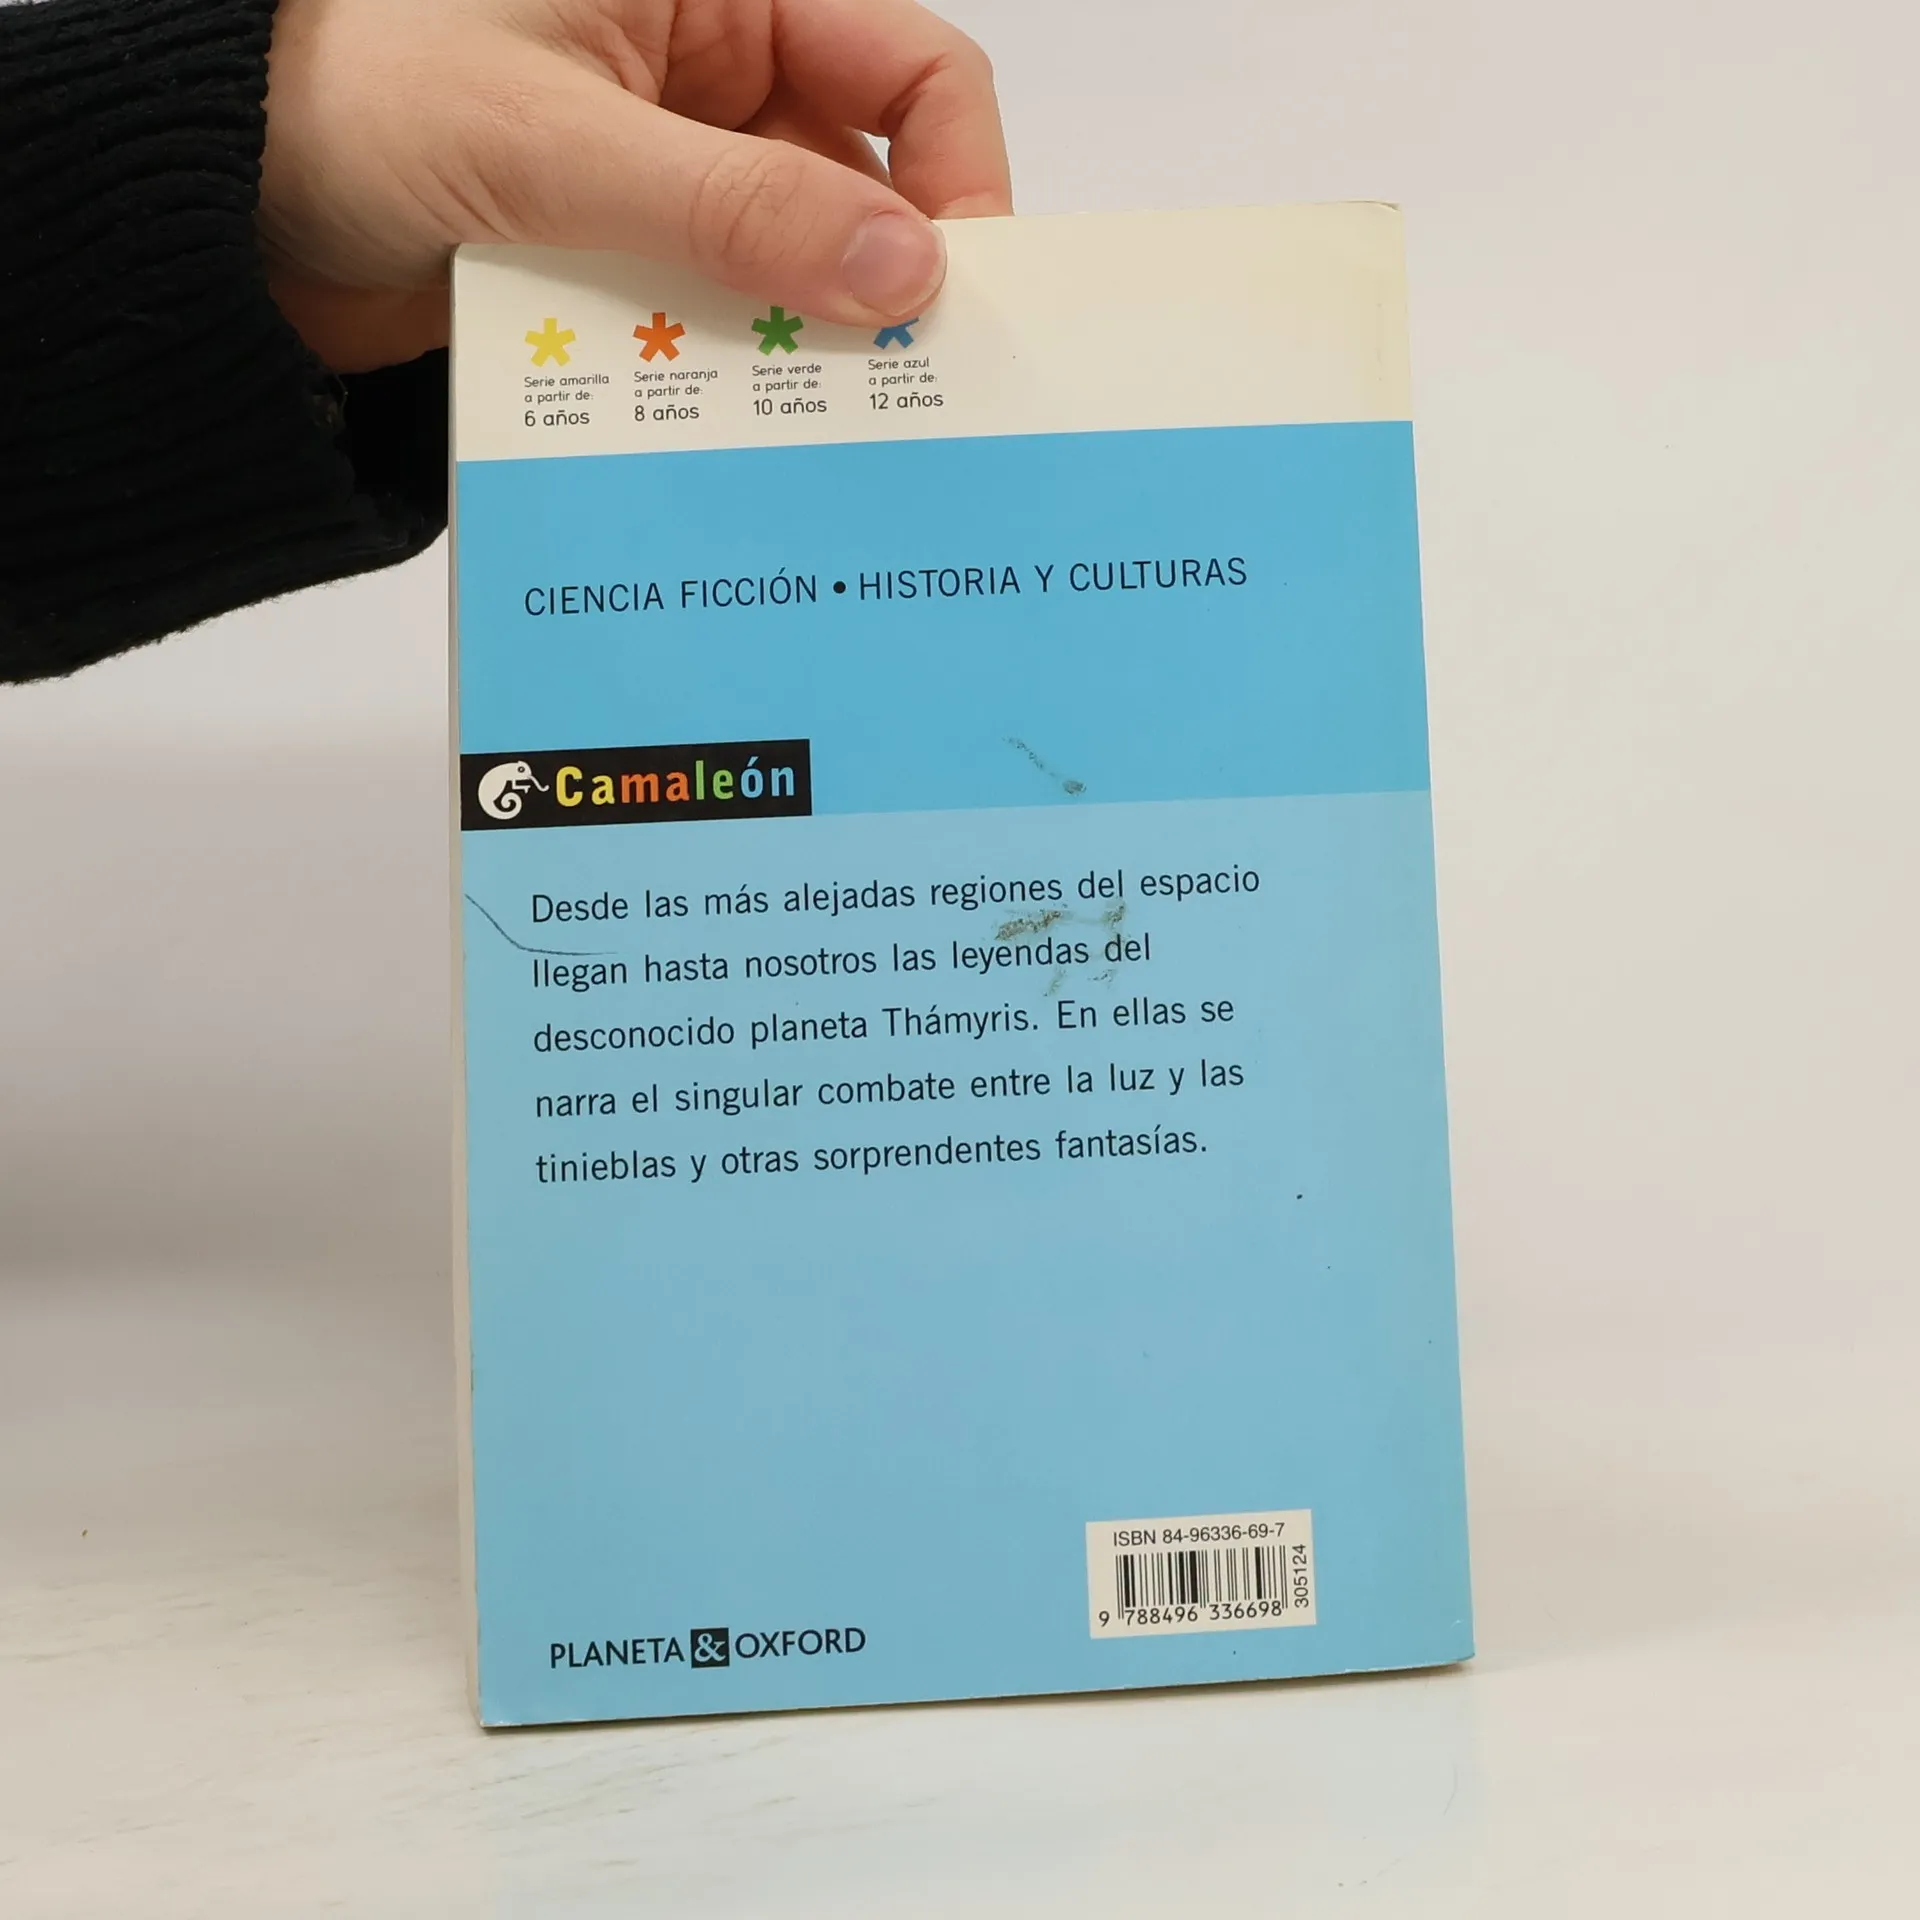 Serie amarilla
a partir de:
6 años
Serie naranja
a partir de:
8 años
Serie verde
a partir de:
10 años
Serie azul
a partir de:
12 años
CIENCIA FICCIÓN • HISTORIA Y CULTURAS
Camaleón
Desde las más alejadas regiones del espacio
llegan hasta nosotros las leyendas del
desconocido planeta Thámyris. En ellas se
narra el singular combate entre la luz y las
tinieblas y otras sorprendentes fantasías.
ISBN 84-96336-69-7
9 788496 336698
305124
PLANETA & OXFORD